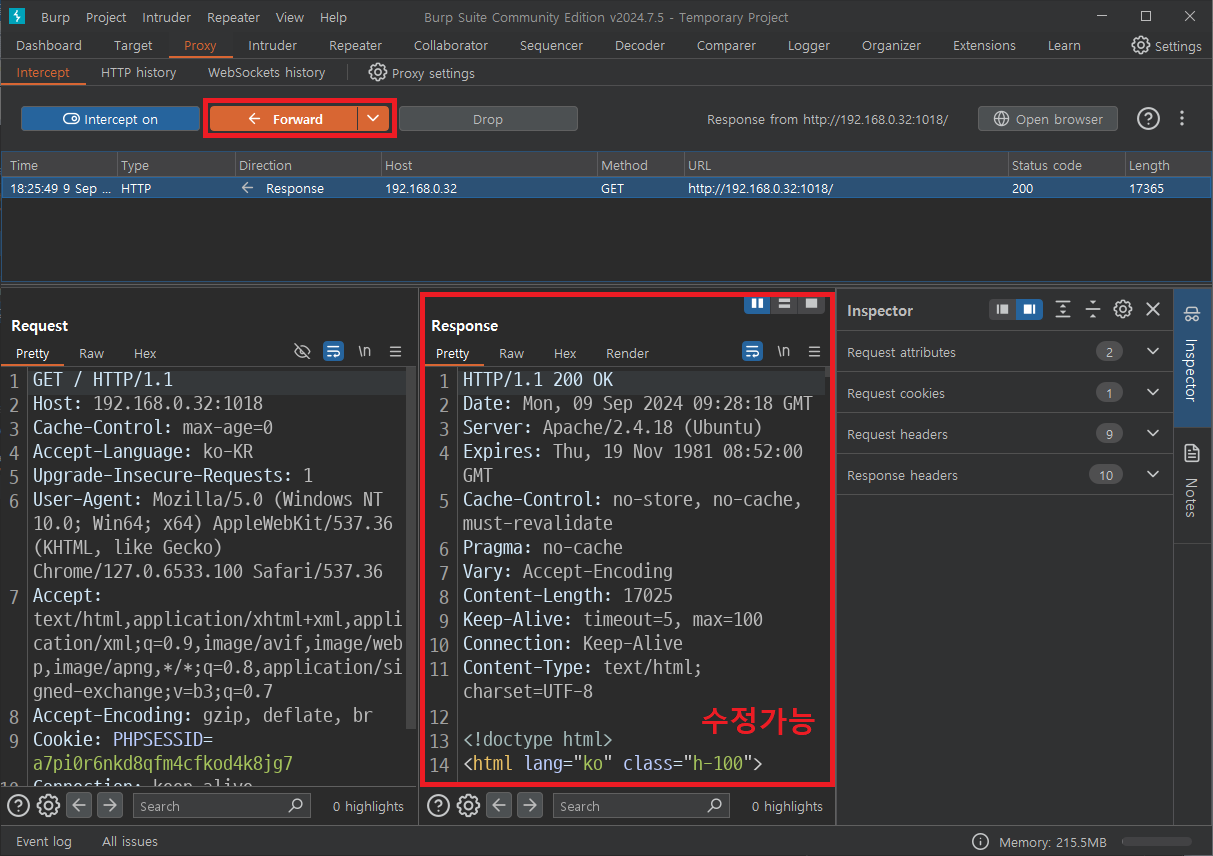 Burp Project Intruder Repeater View Help Burp Suite Community Edition v2024.7.5 - Temporary Project
Dashboard Target Proxy Intruder Repeater Collaborator Sequencer Decoder Comparer Logger Organizer Extensions Learn Settings
Intercept HTTP history WebSockets history Proxy settings
Intercept on Forward Drop Response from http://192.168.0.32:1018/ Open browser
Time Type Direction Host Method URL Status code Length
18:25:49 9 Sep ... HTTP Response 192.168.0.32 GET http://192.168.0.32:1018/ 200 17365
Request
Pretty Raw Hex \n
1 GET / HTTP/1.1
2 Host: 192.168.0.32:1018
3 Cache-Control: max-age=0
4 Accept-Language: ko-KR
5 Upgrade-Insecure-Requests: 1
6 User-Agent: Mozilla/5.0 (Windows NT
10.0; Win64; x64) AppleWebKit/537.36
(KHTML, like Gecko)
Chrome/127.0.6533.100 Safari/537.36
7 Accept:
text/html,application/xhtml+xml,appli
cation/xml;q=0.9,image/avif,image/web
p,image/apng,*/*;q=0.8,application/si
gned-exchange;v=b3;q=0.7
8 Accept-Encoding: gzip, deflate, br
9 Cookie: PHPSESSID=
a7pi0r6nkd8qfm4cfkod4k8jg7
10 Connection: keep-alive
Search 0 highlights
Response
Pretty Raw Hex Render \n
1 HTTP/1.1 200 OK
2 Date: Mon, 09 Sep 2024 09:28:18 GMT
3 Server: Apache/2.4.18 (Ubuntu)
4 Expires: Thu, 19 Nov 1981 08:52:00
GMT
5 Cache-Control: no-store, no-cache,
must-revalidate
6 Pragma: no-cache
7 Vary: Accept-Encoding
8 Content-Length: 17025
9 Keep-Alive: timeout=5, max=100
10 Connection: Keep-Alive
11 Content-Type: text/html;
charset=UTF-8
12
수정가능
13 <!doctype html>
14 <html lang="ko" class="h-100">
Search 0 highlights
Inspector
Request attributes 2
Request cookies 1
Request headers 9
Response headers 10
Inspector
Notes
Event log All issues Memory: 215.5MB